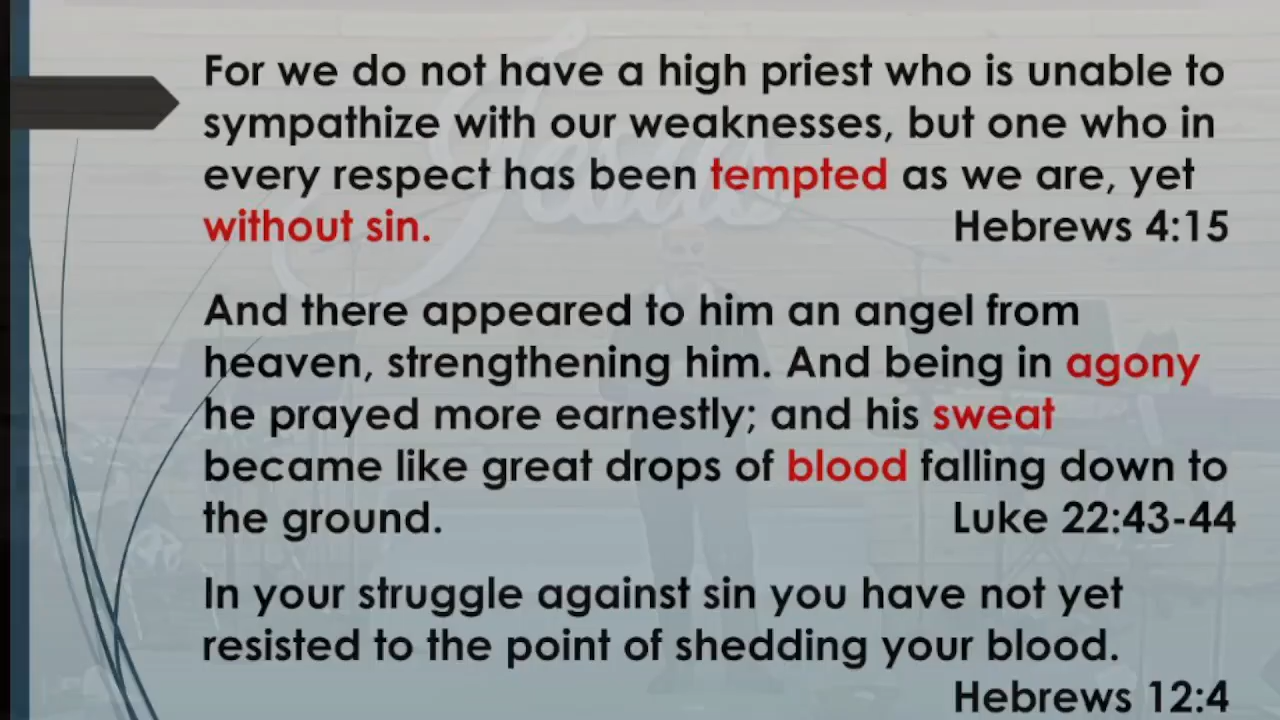 Jesus
For we do not have a high priest who is unable to
sympathize with our weaknesses, but one who in
every respect has been tempted as we are, yet
without sin. Hebrews 4:15
And there appeared to him an angel from
heaven, strengthening him. And being in agony
he prayed more earnestly; and his sweat
became like great drops of blood falling down to
the ground. Luke 22:43-44
In your struggle against sin you have not yet
resisted to the point of shedding your blood.
Hebrews 12:4